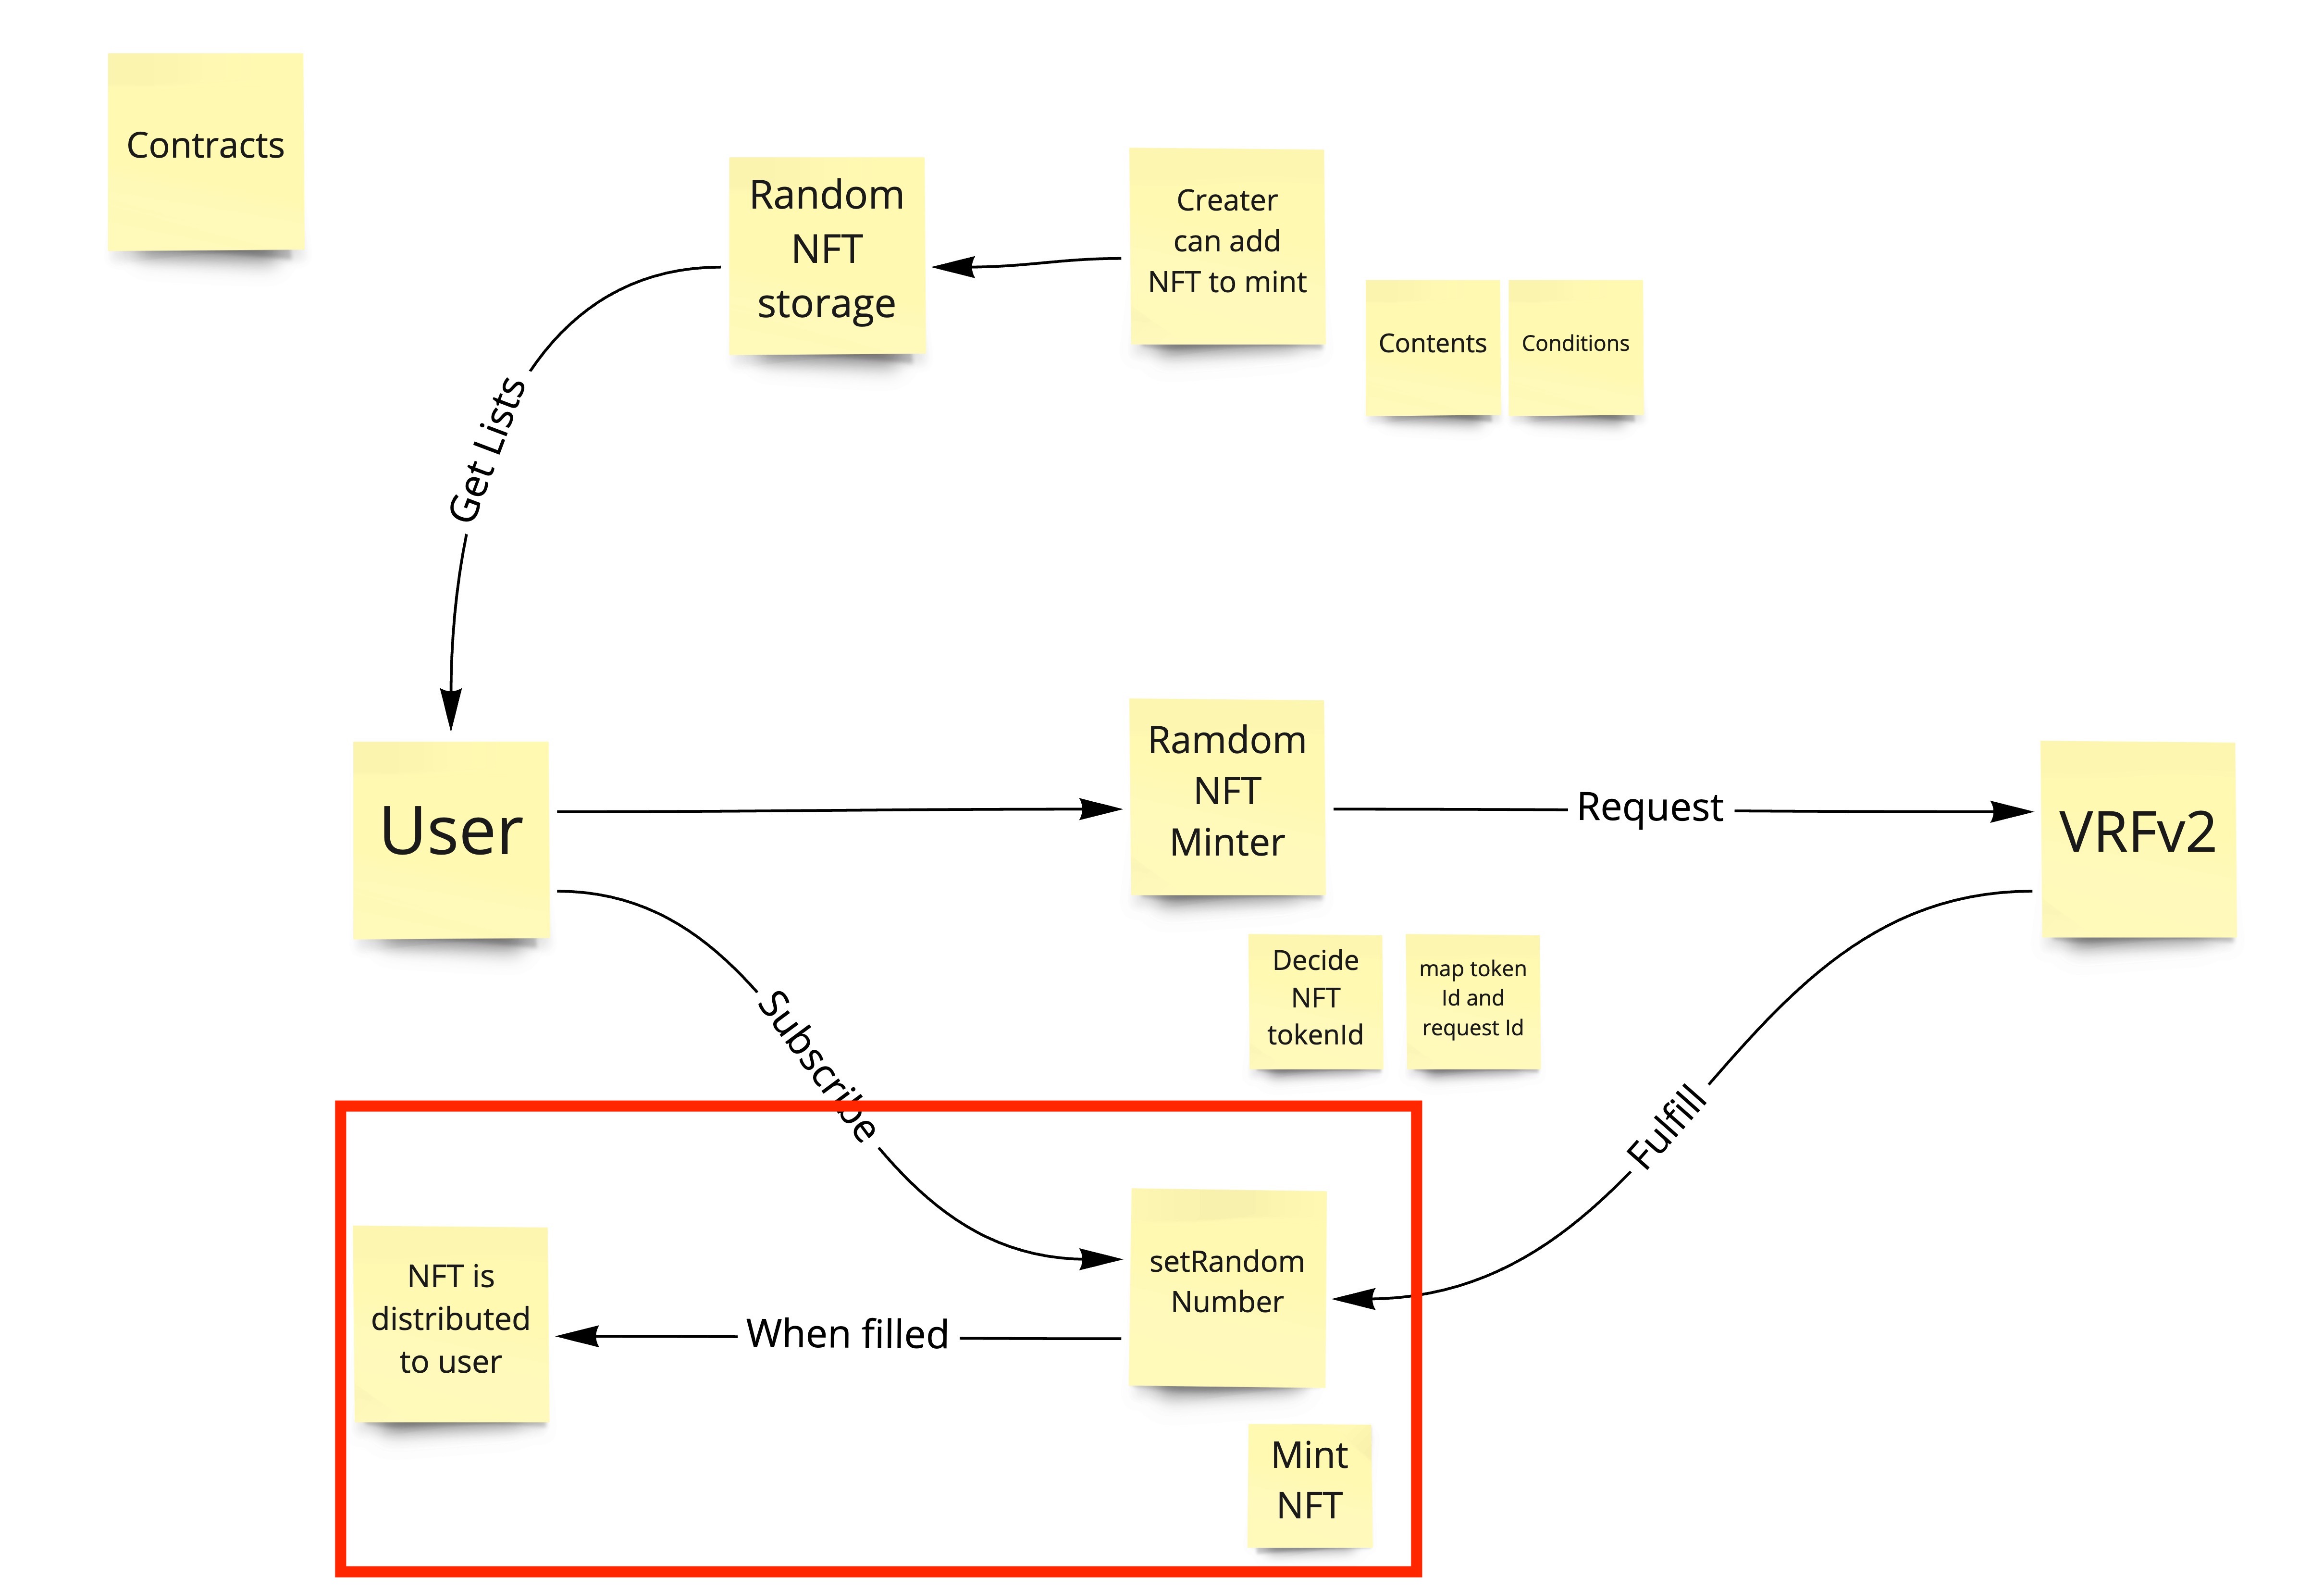 Contracts
Random
NFT
storage
Creater
can add
NFT to mint
Contents
Conditions
Get Lists
User
Ramdom
NFT
Minter
Request
VRFv2
Decide
NFT
tokenId
map token
Id and
request Id
Subscribe
Fulfill
setRandom
Number
When filled
NFT is
distributed
to user
Mint
NFT